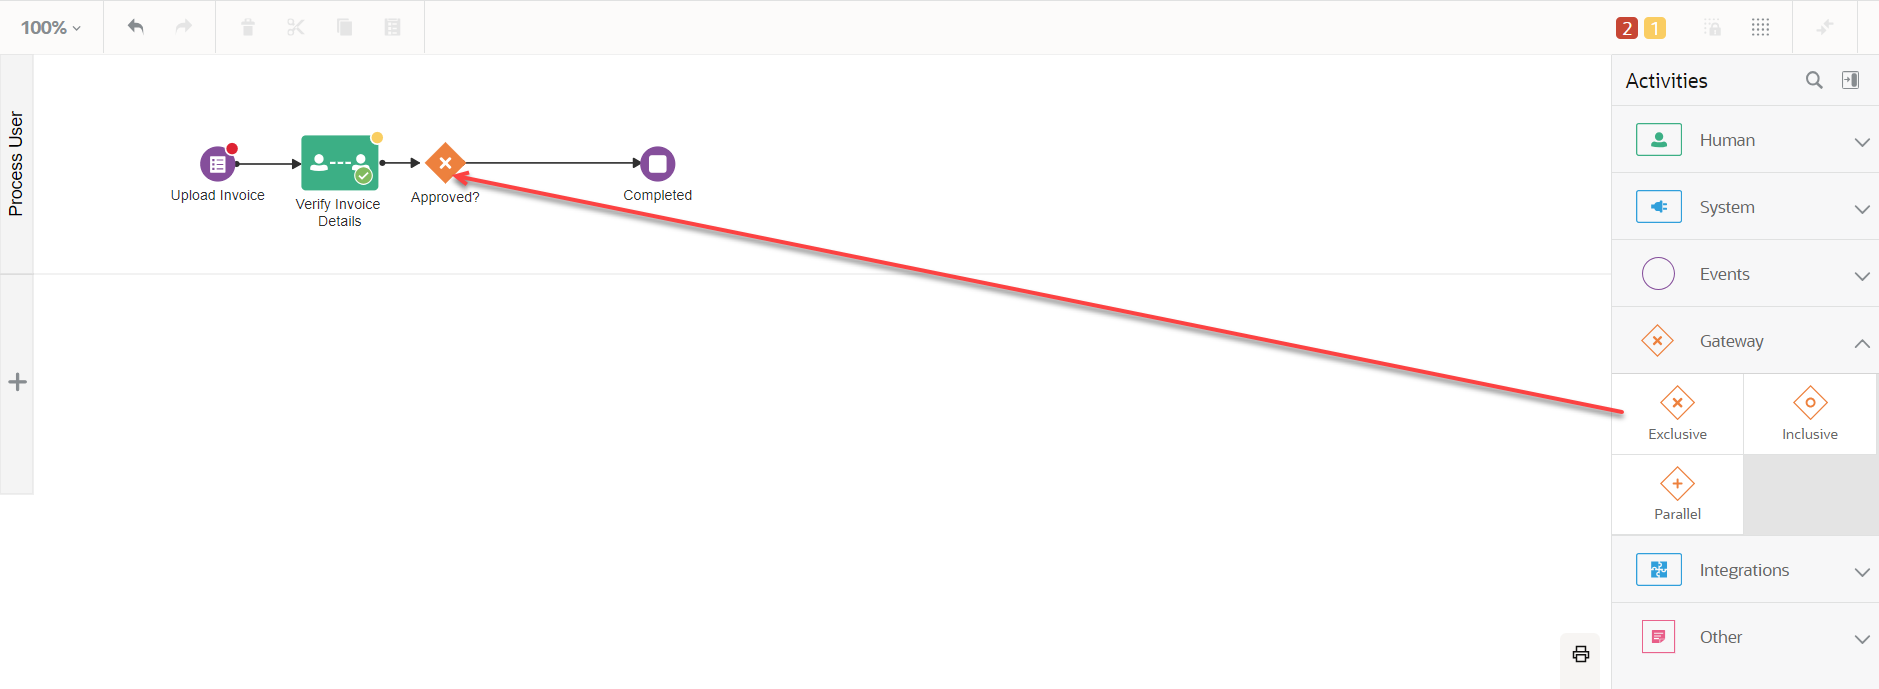 100%
2 1
Process User
Upload Invoice
Verify Invoice
Details
Approved?
Completed
Activities
Human
System
Events
Gateway
Exclusive
Inclusive
Parallel
Integrations
Other